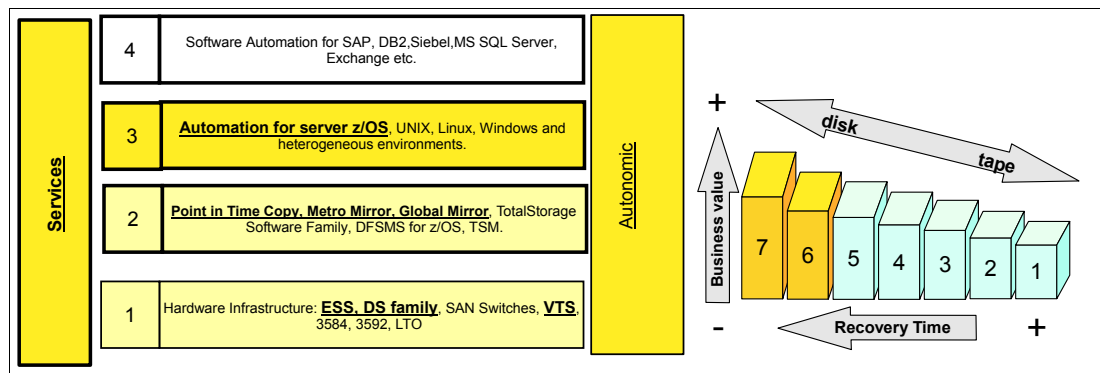 Services
4
Software Automation for SAP, DB2,Siebel,MS SQL Server,
Exchange etc.
3
Automation for server z/OS, UNIX, Linux, Windows and
heterogeneous environments.
2
Point in Time Copy, Metro Mirror, Global Mirror, TotalStorage
Software Family, DFSMS for z/OS, TSM.
1
Hardware Infrastructure: ESS, DS family, SAN Switches, VTS,
3584, 3592, LTO
Autonomic
+
disk
tape
Business value
7
6
5
4
3
2
1
-
Recovery Time
+